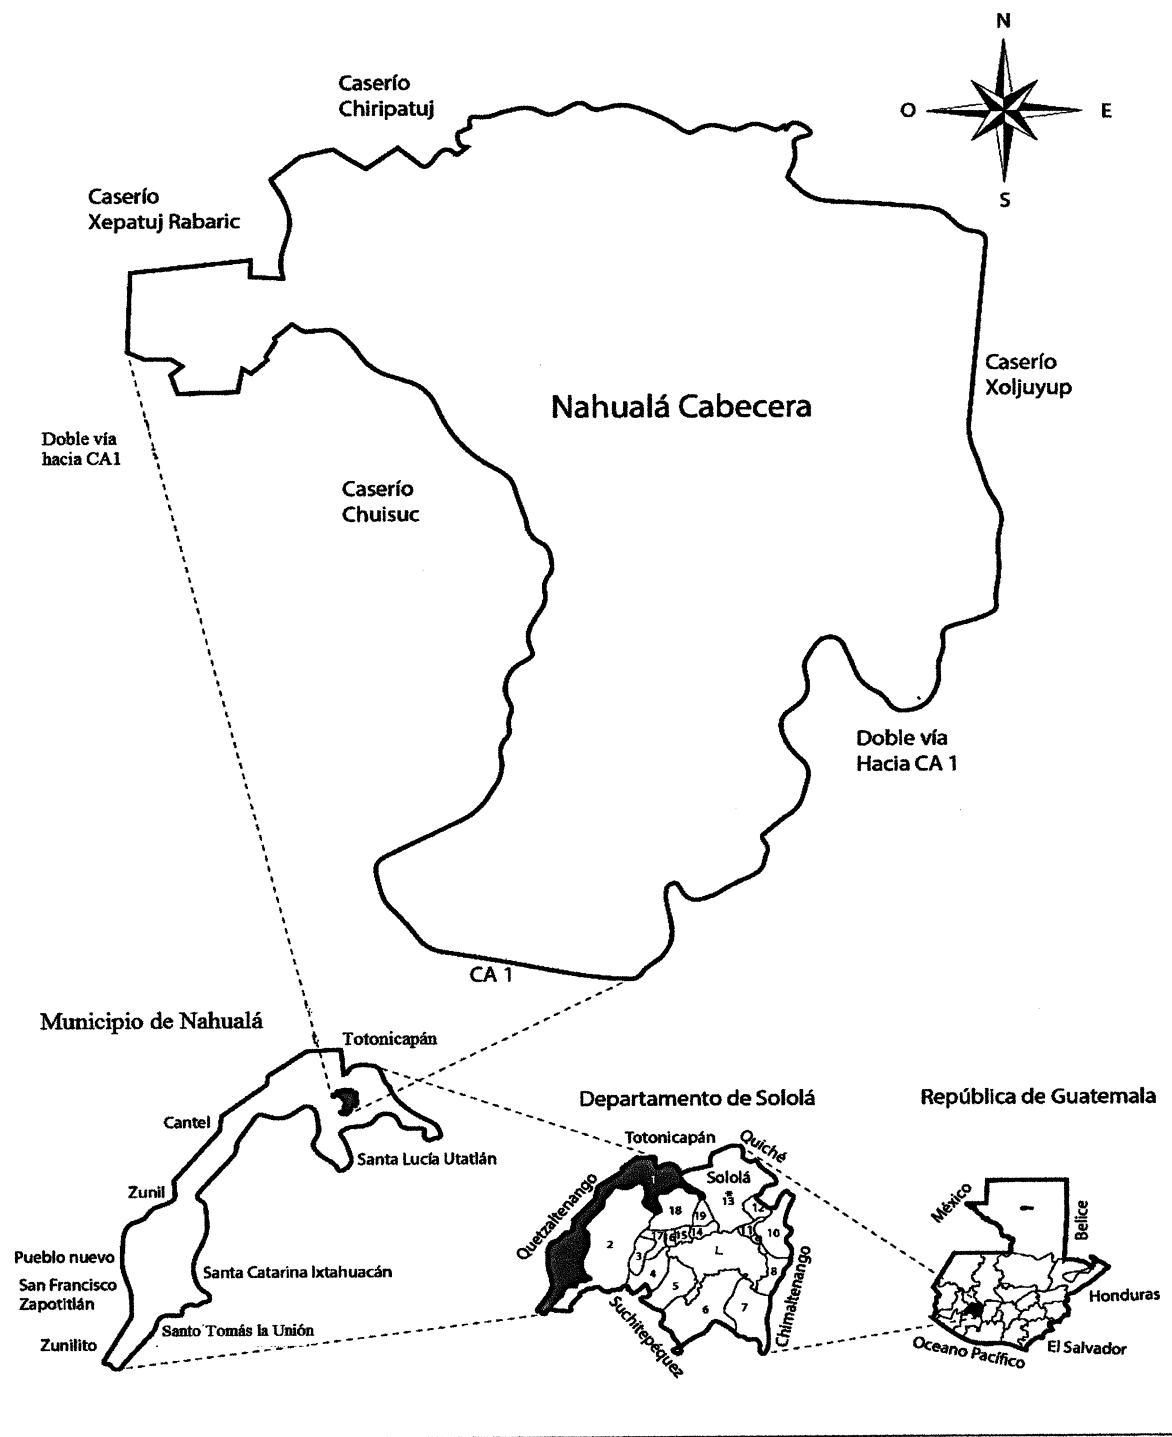 N
O
E
S
Caserío
Chiripatuj
Caserío
Xepatuj Rabaric
Caserío
Xoljuyup
Nahualá Cabecera
Doble vía
hacia CA1
Caserío
Chuisuc
Doble vía
Hacia CA 1
CA 1
Municipio de Nahualá
Totonicapán
Cantel
Santa Lucía Utatlán
Zunil
Pueblo nuevo
San Francisco
Zapotitlán
Santa Catarina Ixtahuacán
Zunilito
Santo Tomás la Unión
Departamento de Sololá
Totonicapán
Quiché
Quetzaltenango
Sololá
1
13
18
19
12
2
14
15
11
10
3
4
L
8
5
6
7
Suchitepéquez
Chimaltenango
República de Guatemala
México
Belice
Honduras
El Salvador
Oceano Pacífico